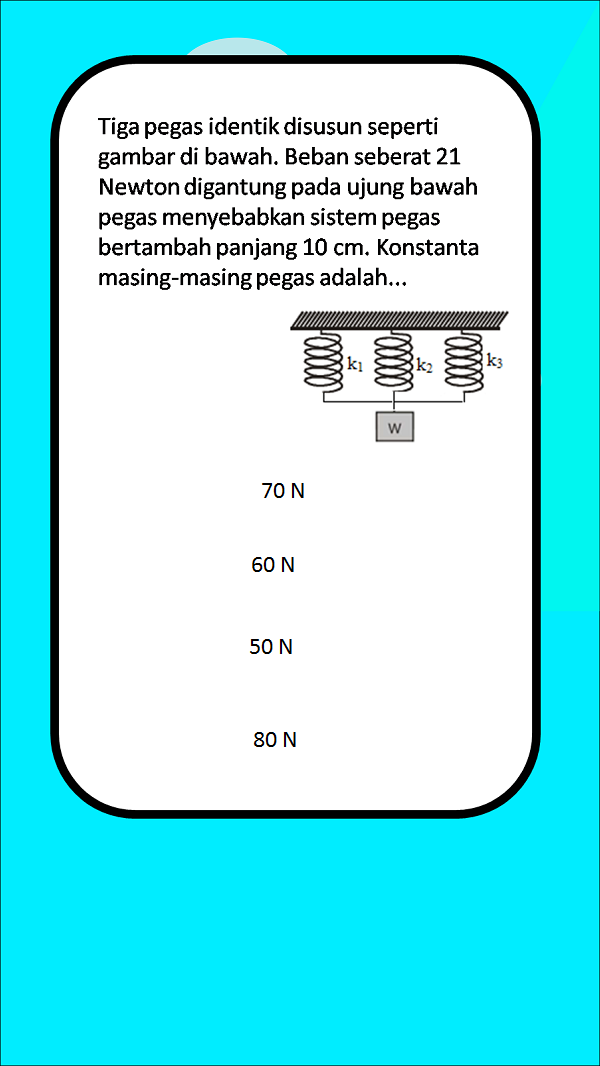 Tiga pegas identik disusun seperti
gambar di bawah. Beban seberat 21
Newton digantung pada ujung bawah
pegas menyebabkan sistem pegas
bertambah panjang 10 cm. Konstanta
masing-masing pegas adalah...
k1 k2 k3
W
70 N
60 N
50 N
80 N